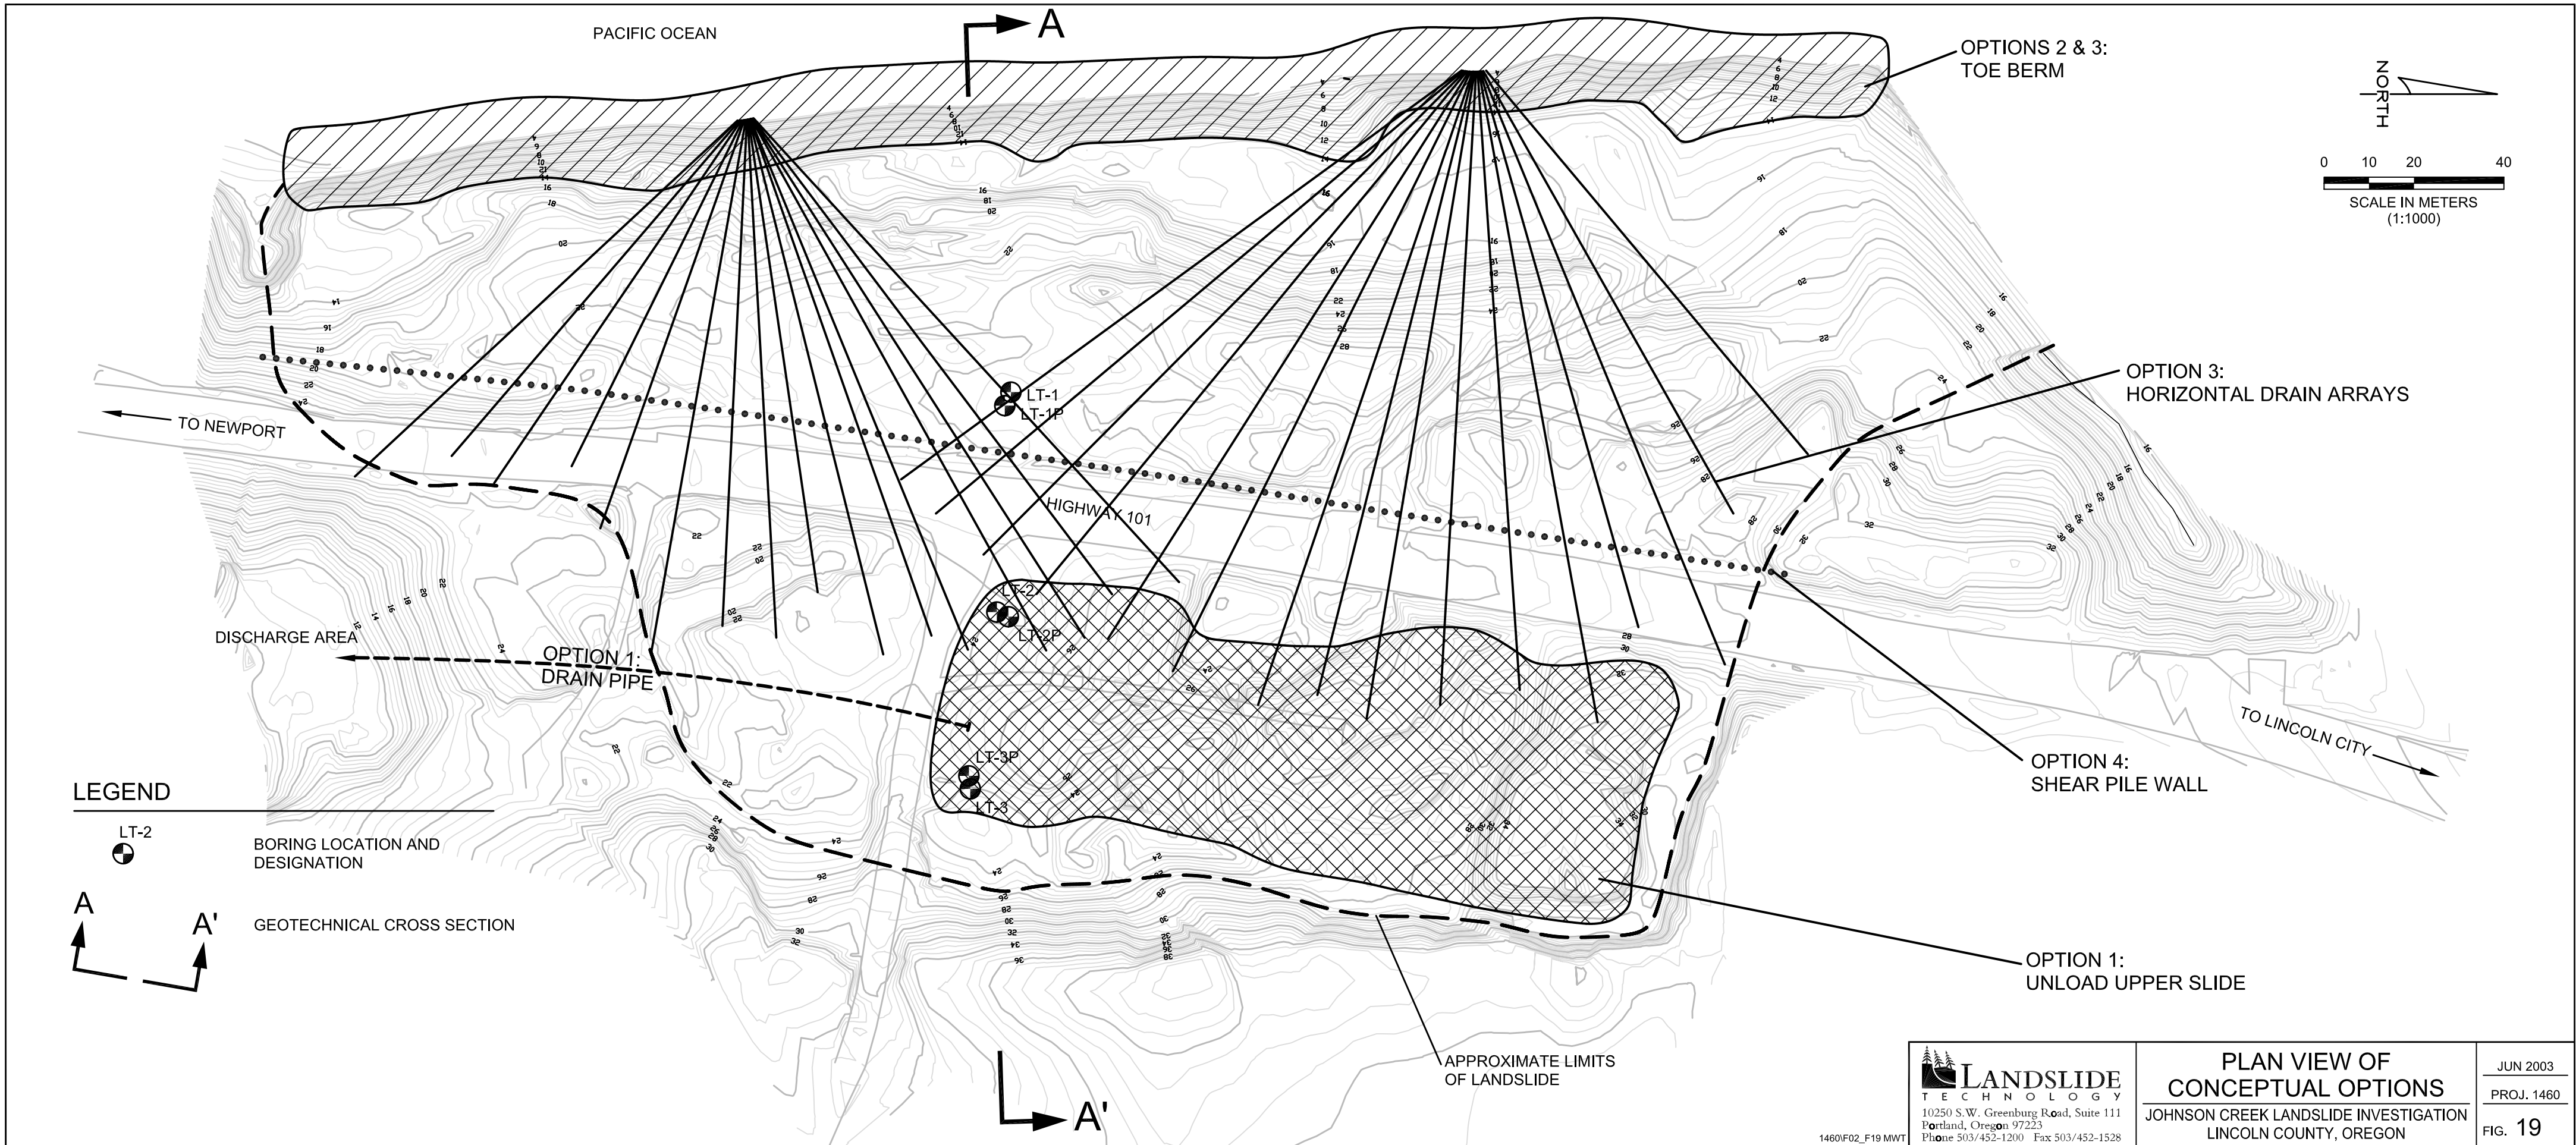 PACIFIC OCEAN
A
OPTIONS 2 & 3:
TOE BERM
NORTH
0 10 20 40
SCALE IN METERS
(1:1000)
OPTION 3:
HORIZONTAL DRAIN ARRAYS
LT-1
LT-1P
TO NEWPORT
HIGHWAY 101
LT-2
LT-2P
DISCHARGE AREA
OPTION 1:
DRAIN PIPE
TO LINCOLN CITY
OPTION 4:
SHEAR PILE WALL
LT-3P
LT-3
LEGEND
LT-2
BORING LOCATION AND
DESIGNATION
A
A'
GEOTECHNICAL CROSS SECTION
OPTION 1:
UNLOAD UPPER SLIDE
APPROXIMATE LIMITS
OF LANDSLIDE
A'
1460\F02_F19 MWT
LANDSLIDE
TECHNOLOGY
10250 S.W. Greenburg Road, Suite 111
Portland, Oregon 97223
Phone 503/452-1200 Fax 503/452-1528
PLAN VIEW OF
CONCEPTUAL OPTIONS
JOHNSON CREEK LANDSLIDE INVESTIGATION
LINCOLN COUNTY, OREGON
JUN 2003
PROJ. 1460
FIG. 19